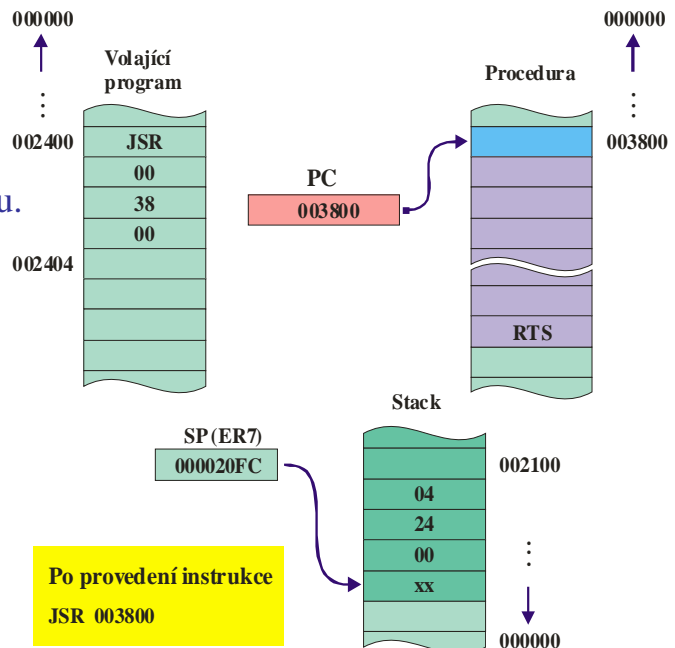 000000
000000
Volající
program
Procedura
⋮
⋮
002400
JSR
003800
00
PC
38
003800
u.
00
002404
RTS
Stack
SP (ER7)
000020FC
002100
04
24
⋮
00
Po provedení instrukce
xx
JSR 003800
000000